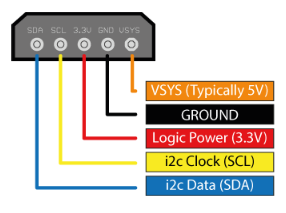 SDA SCL 3.3V GND VSYS
VSYS (Typically 5V)
GROUND
Logic Power (3.3V)
i2c Clock (SCL)
i2c Data (SDA)